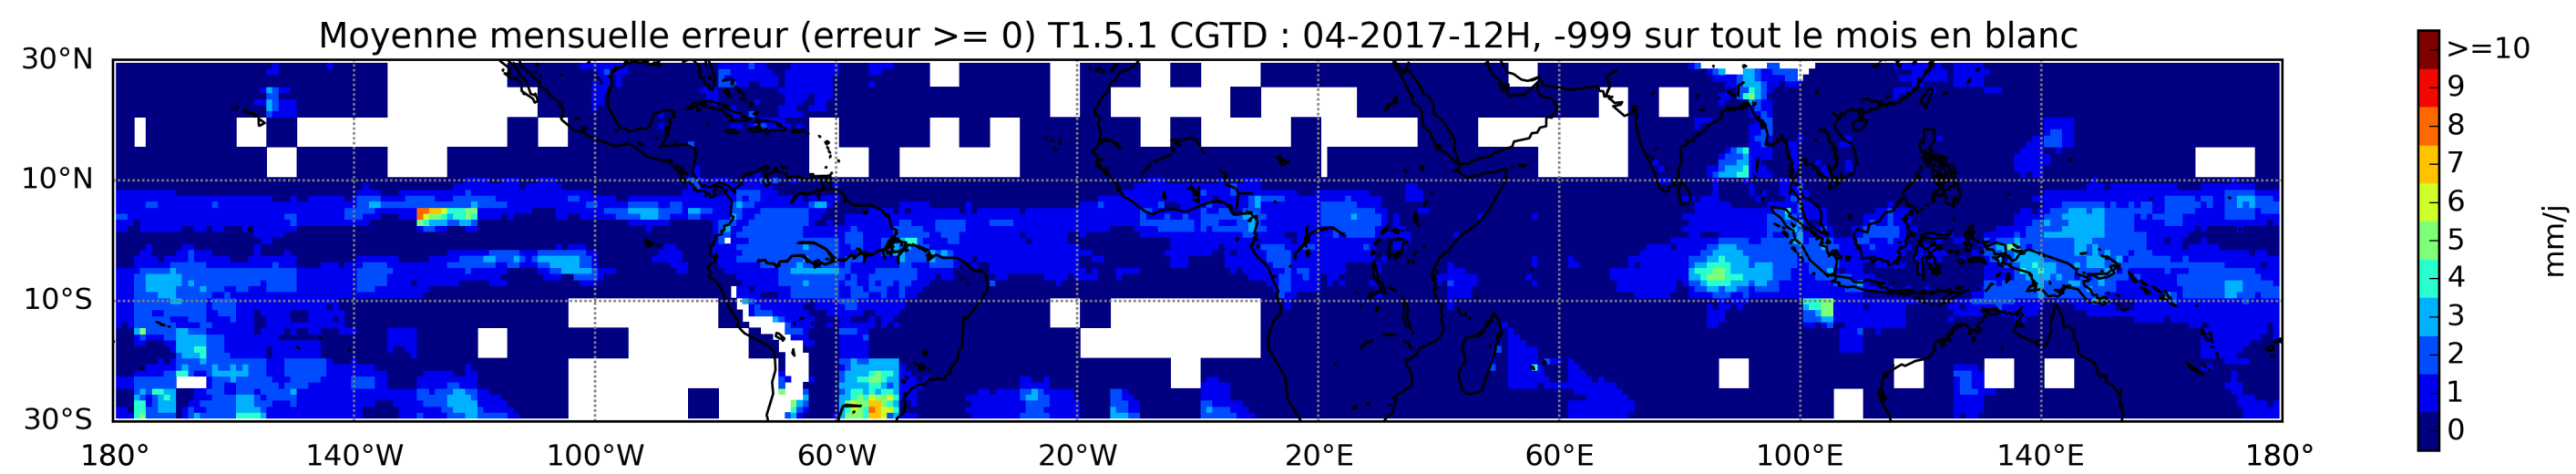 Moyenne mensuelle erreur (erreur >= 0) T1.5.1 CGTD : 04-2017-12H, -999 sur tout le mois en blanc
30°N
10°N
10°S
30°S
180° 140°W 100°W 60°W 20°W 20°E 60°E 100°E 140°E 180°
>=10
9
8
7
6
5
4
3
2
1
0
mm/j